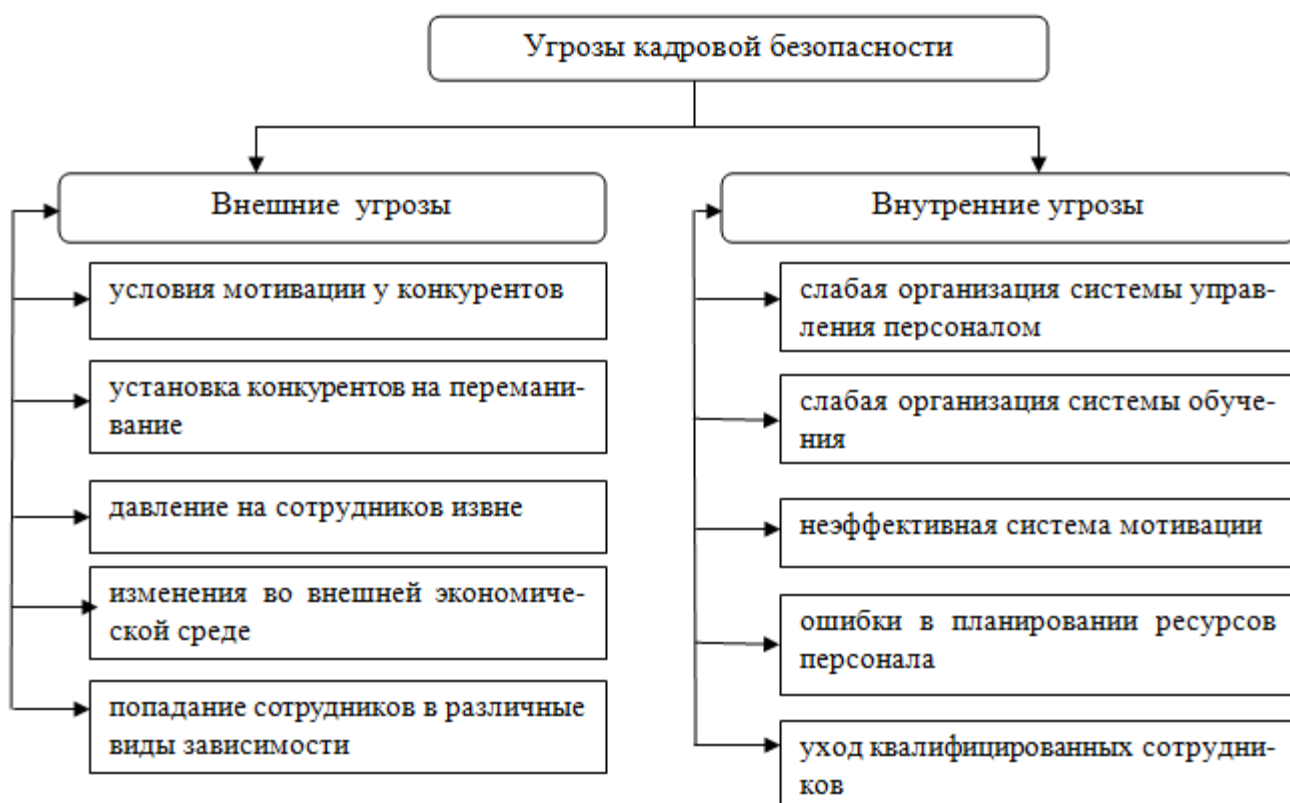 Угрозы кадровой безопасности
Внешние угрозы
условия мотивации у конкурентов
установка конкурентов на перемани-
вание
давление на сотрудников извне
изменения во внешней экономиче-
ской среде
попадание сотрудников в различные
виды зависимости
Внутренние угрозы
слабая организация системы управ-
ления персоналом
слабая организация системы обуче-
ния
неэффективная система мотивации
ошибки в планировании ресурсов
персонала
уход квалифицированных сотрудни-
ков